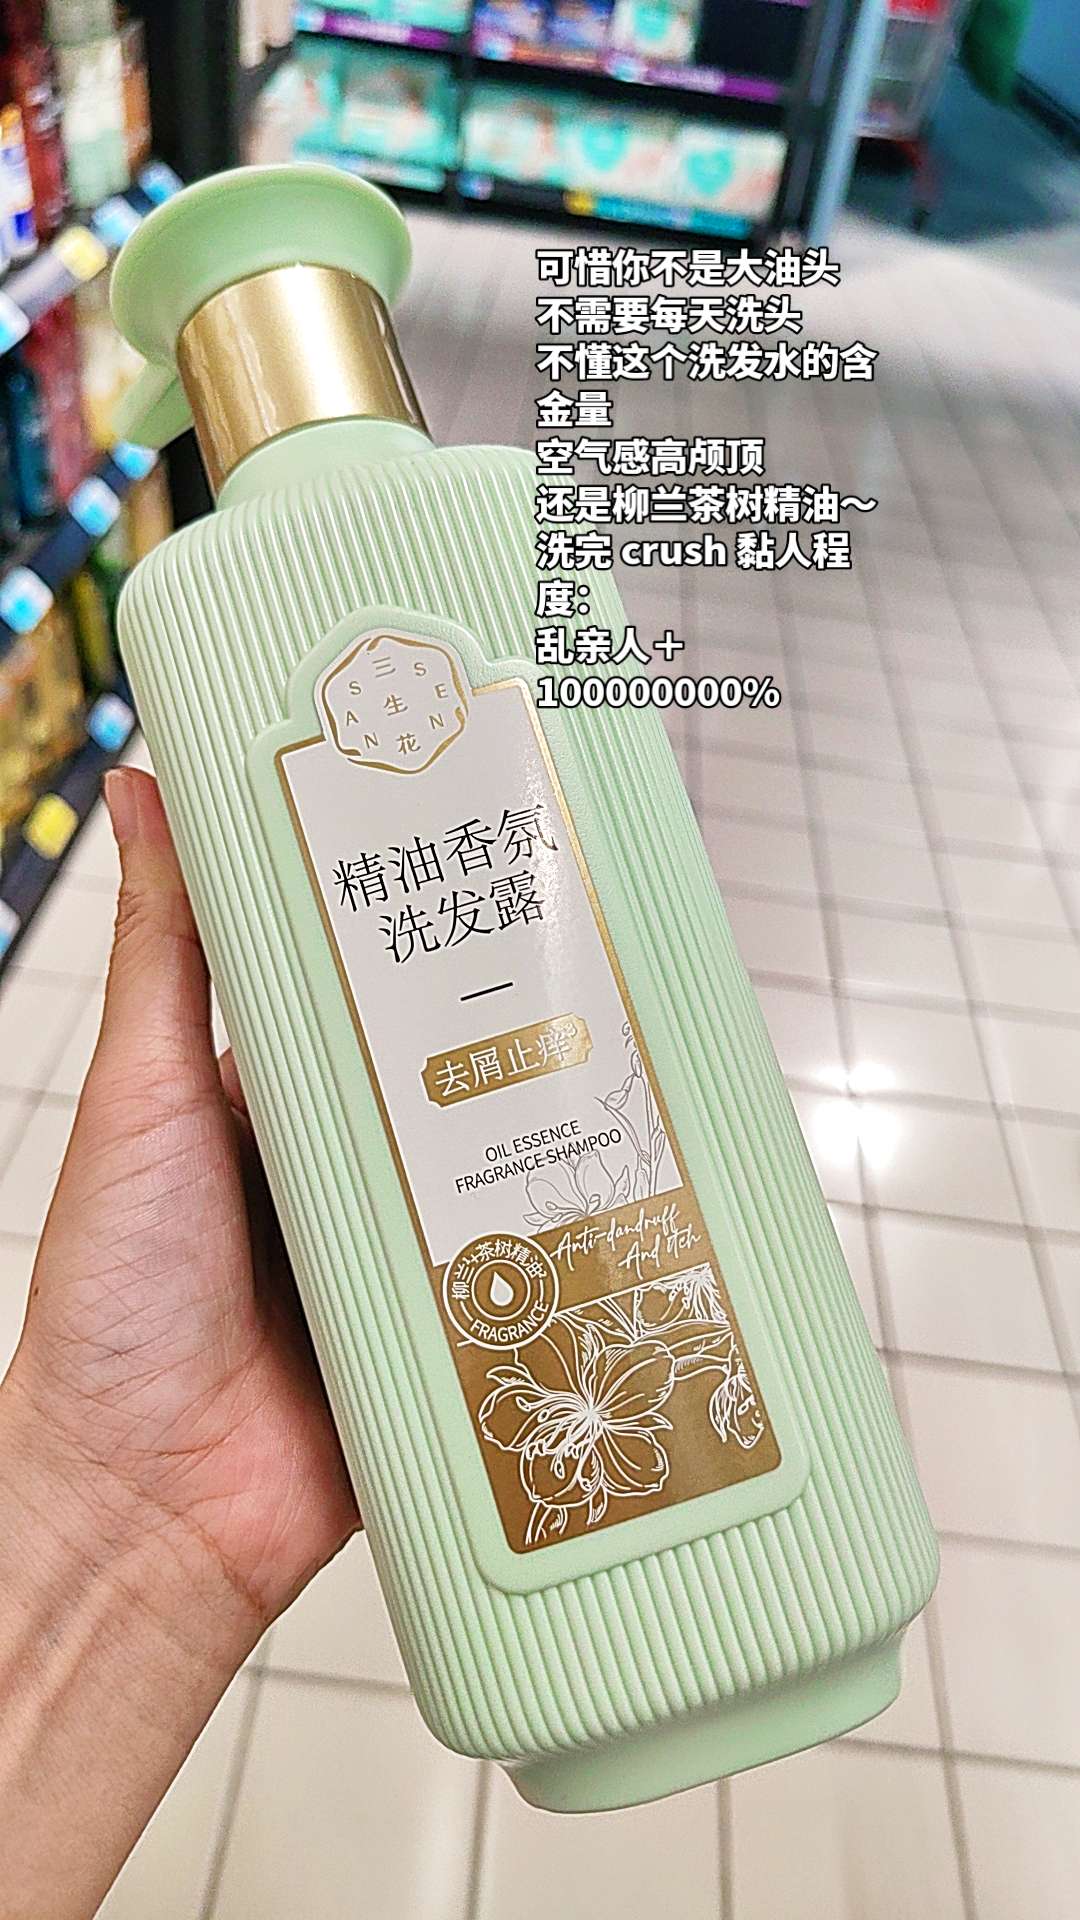 可惜你不是大油头
不需要每天洗头
不懂这个洗发水的含
金量
空气感高颅顶
还是柳兰茶树精油～
洗完 crush 黏人程
度：
乱亲人＋
100000000%
三生花
SENSANN
精油香氛
洗发露
去屑止痒
OIL ESSENCE
FRAGRANCE SHAMPOO
Anti-dandruff
And itch
柳兰+茶树精油
FRAGRANCE